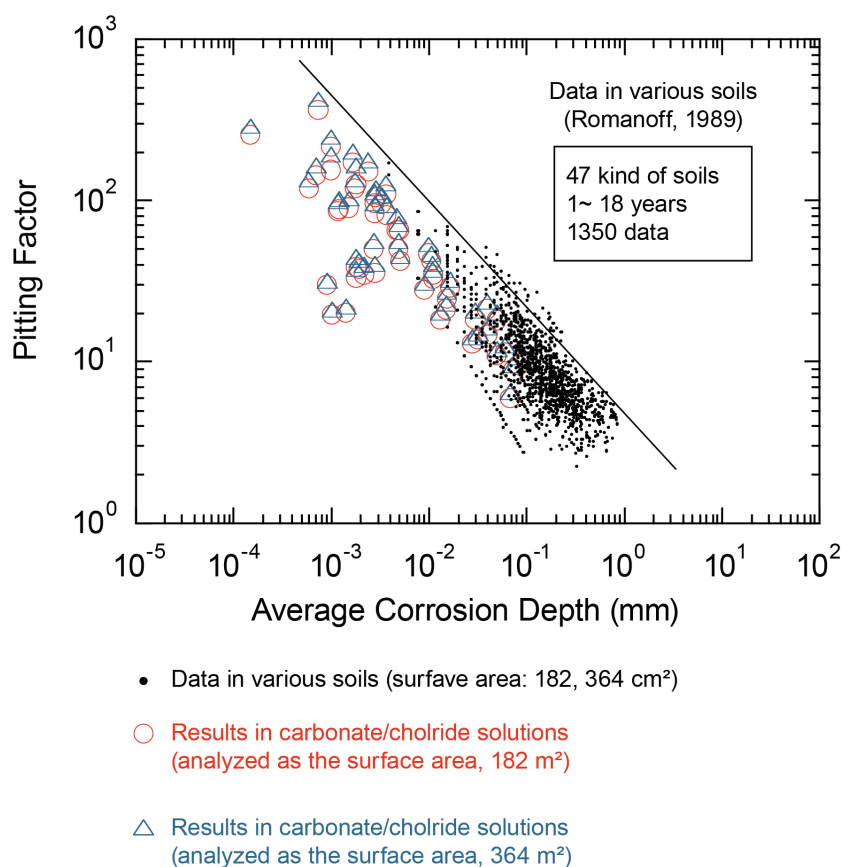 10³
Data in various soils
(Romanoff, 1989)
47 kind of soils
1~ 18 years
1350 data
10²
Pitting Factor
10¹
10⁰
10⁻⁵ 10⁻⁴ 10⁻³ 10⁻² 10⁻¹ 10⁰ 10¹ 10²
Average Corrosion Depth (mm)
Data in various soils (surfave area: 182, 364 cm²)
Results in carbonate/cholride solutions
(analyzed as the surface area, 182 m²)
Results in carbonate/cholride solutions
(analyzed as the surface area, 364 m²)